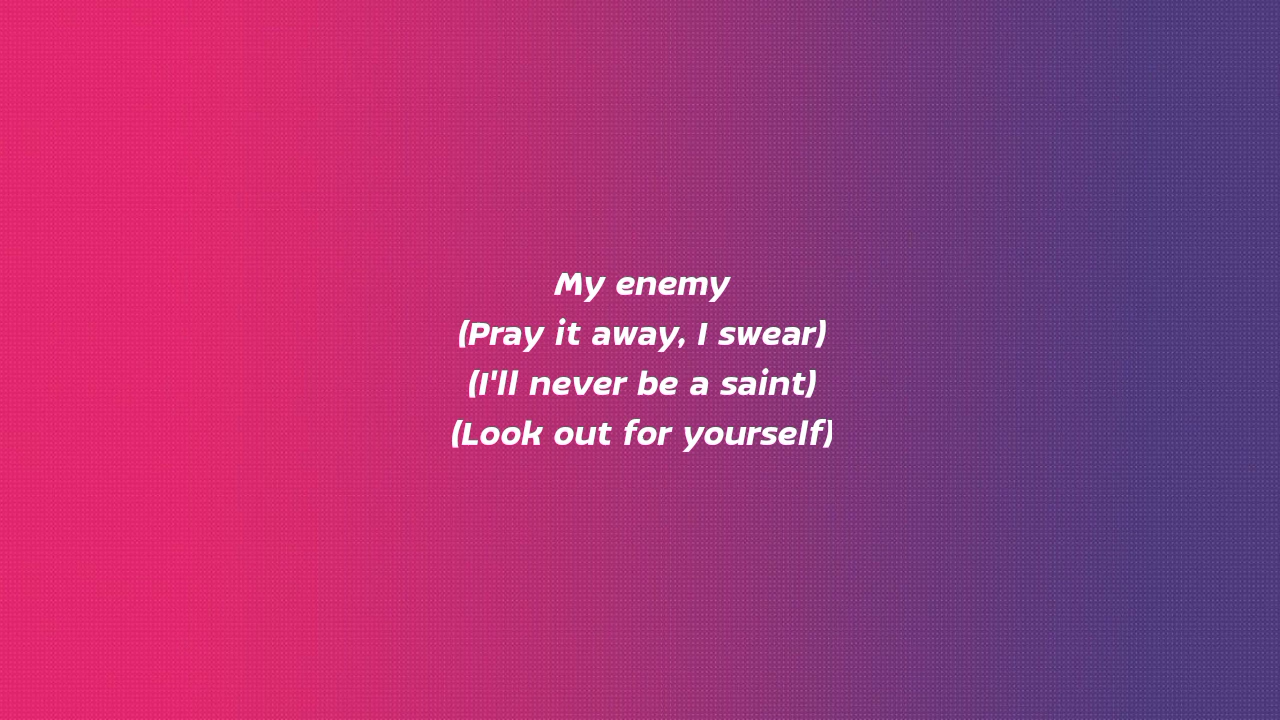 My enemy
(Pray it away, I swear)
(I'll never be a saint)
(Look out for yourself)